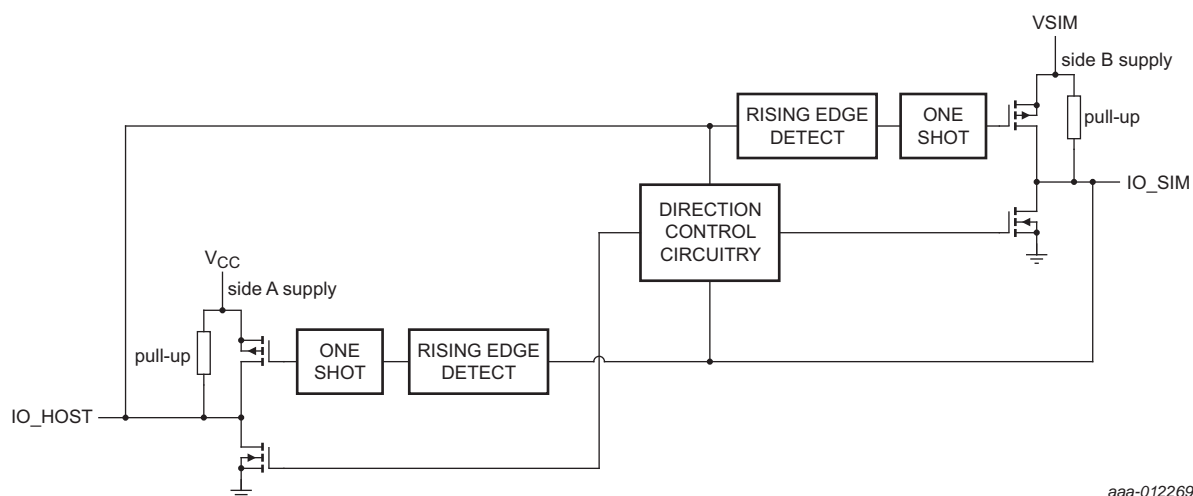 VSIM
side B supply
RISING EDGE
DETECT
ONE
SHOT
pull-up
IO_SIM
DIRECTION
CONTROL
CIRCUITRY
VCC
side A supply
pull-up
ONE
SHOT
RISING EDGE
DETECT
IO_HOST
aaa-012269